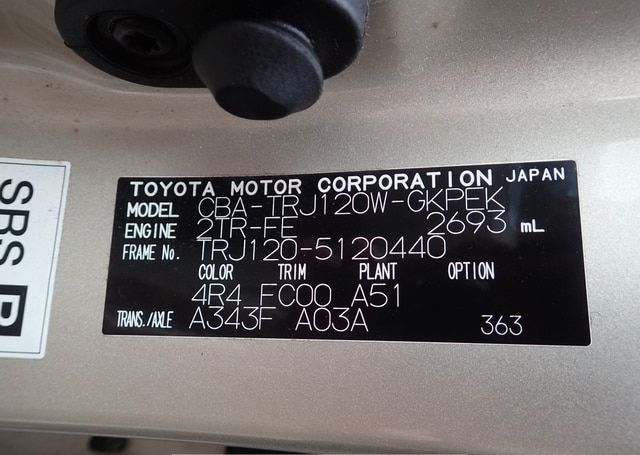 TOYOTA MOTOR CORPORATION JAPAN
MODEL CBA-TRJ120W-GKPEK
ENGINE 2TR-FE 2693 mL
FRAME No. TRJ120-5120440
COLOR TRIM PLANT OPTION
4R4 FC00 A51
TRANS./AXLE A343F A03A 363
SRS P